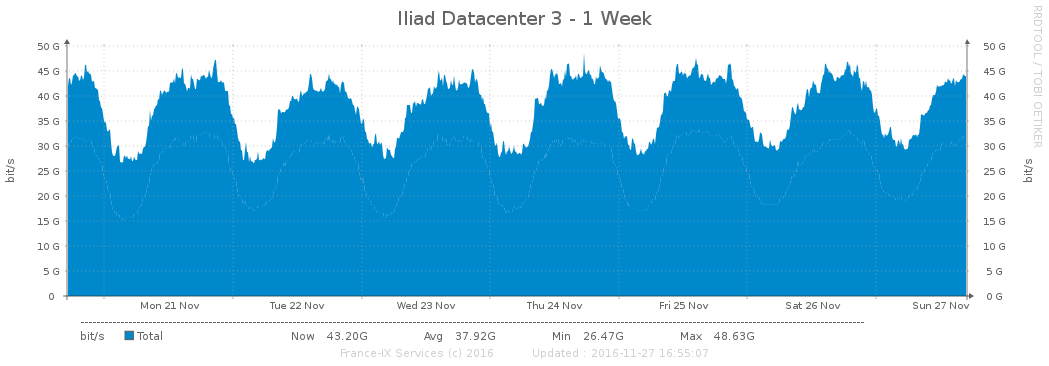 Iliad Datacenter 3 - 1 Week
RRDTOOL / TOBI OETIKER
50 G 50 G
45 G 45 G
40 G 40 G
35 G 35 G
30 G 30 G
25 G 25 G
20 G 20 G
15 G 15 G
10 G 10 G
5 G 5 G
0 0 G
bit/s bit/s
Mon 21 Nov Tue 22 Nov Wed 23 Nov Thu 24 Nov Fri 25 Nov Sat 26 Nov Sun 27 Nov
bit/s Total Now 43.20G Avg 37.92G Min 26.47G Max 48.63G
France-IX Services (c) 2016 Updated : 2016-11-27 16:55:07